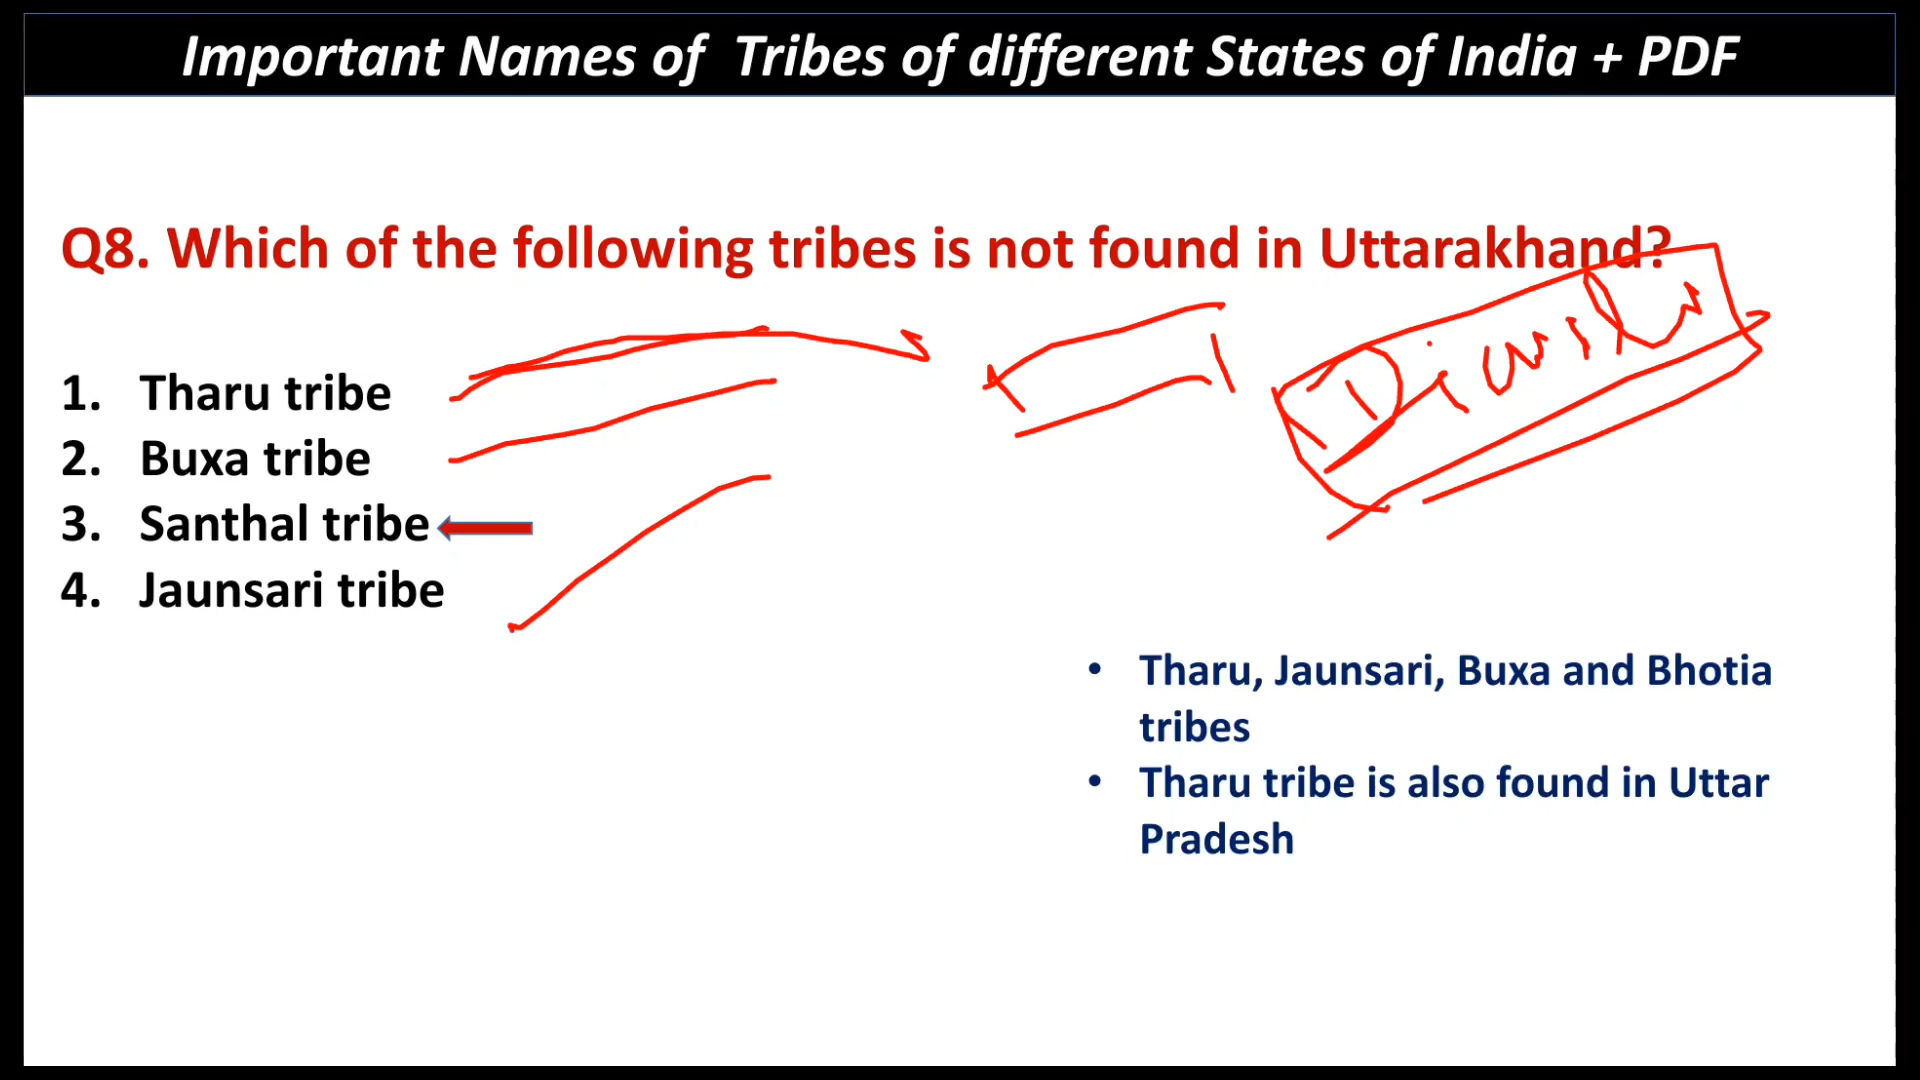 Important Names of Tribes of different States of India + PDF
Q8. Which of the following tribes is not found in Uttarakhand?
1. Tharu tribe
2. Buxa tribe
3. Santhal tribe
4. Jaunsari tribe
• Tharu, Jaunsari, Buxa and Bhotia
tribes
• Tharu tribe is also found in Uttar
Pradesh